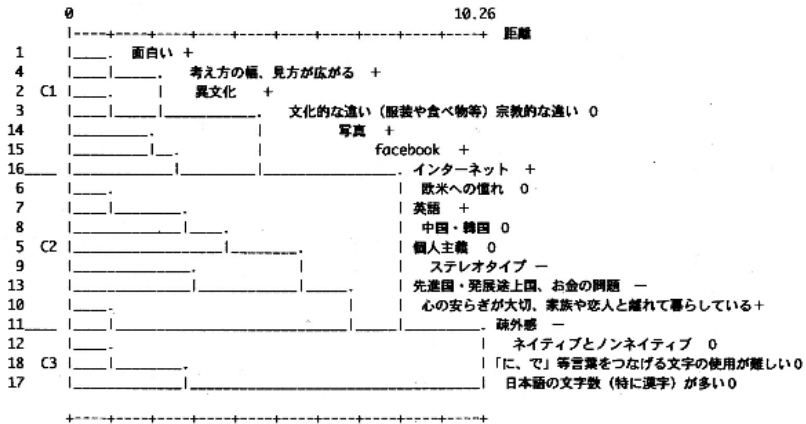 0 10.26
|----+----+----+----+----+----+----+----+----+----+ 距離
1 面白い +
4 考え方の幅、見方が広がる +
2 C1 異文化 +
3 文化的な違い（服装や食べ物等）宗教的な違い 0
14 写真 +
15 facebook +
16 インターネット +
6 欧米への憧れ 0
7 英語 +
8 中国・韓国 0
5 C2 個人主義 0
9 ステレオタイプ ー
13 先進国・発展途上国、お金の問題 ー
10 心の安らぎが大切、家族や恋人と離れて暮らしている+
11 疎外感 ー
12 ネイティブとノンネイティブ 0
18 C3 「に、で」等言葉をつなげる文字の使用が難しい0
17 日本語の文字数（特に漢字）が多い0
+----+----+----+----+----+----+----+----+----+----+